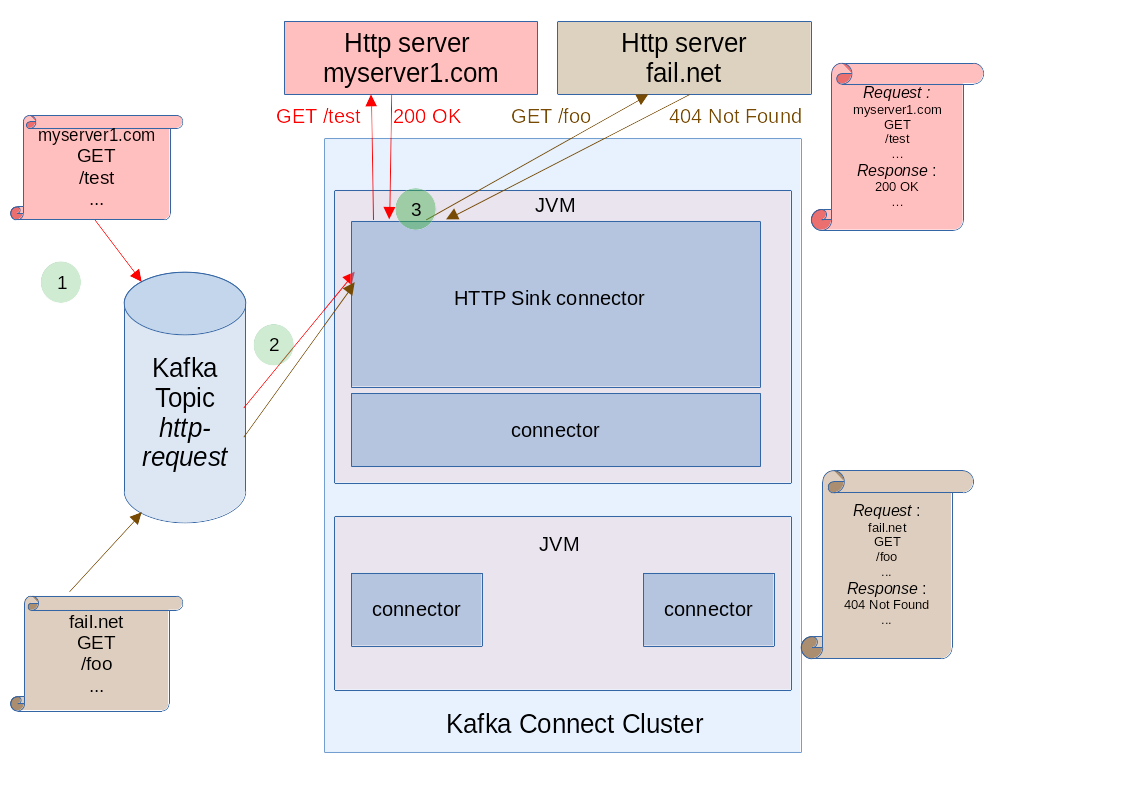 Http server
myserver1.com
Http server
fail.net
GET /test
200 OK
GET /foo
404 Not Found
myserver1.com
GET
/test
...
Request :
myserver1.com
GET
/test
...
Response :
200 OK
...
1
2
3
JVM
HTTP Sink connector
connector
Kafka
Topic
http-
request
JVM
connector
connector
Kafka Connect Cluster
fail.net
GET
/foo
...
Request :
fail.net
GET
/foo
...
Response :
404 Not Found
...